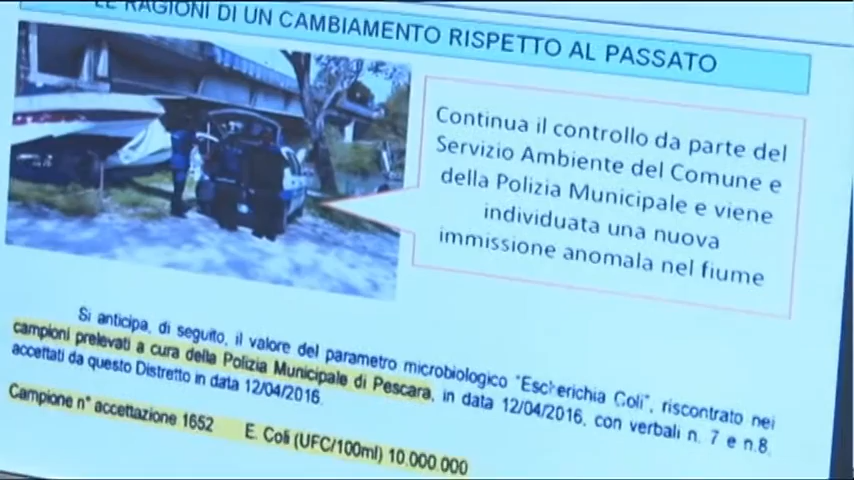 LE RAGIONI DI UN CAMBIAMENTO RISPETTO AL PASSATO
Continua il controllo da parte del
Servizio Ambiente del Comune e
della Polizia Municipale e viene
individuata una nuova
immissione anomala nel fiume
Si anticipa, di seguito, il valore del parametro microbiologico "Escherichia Coli", riscontrato nei
campioni prelevati a cura della Polizia Municipale di Pescara, in data 12/04/2016, con verbali n. 7 e n.8,
accettati da questo Distretto in data 12/04/2016.
Campione n° accettazione 1652 E. Coli (UFC/100ml) 10.000.000